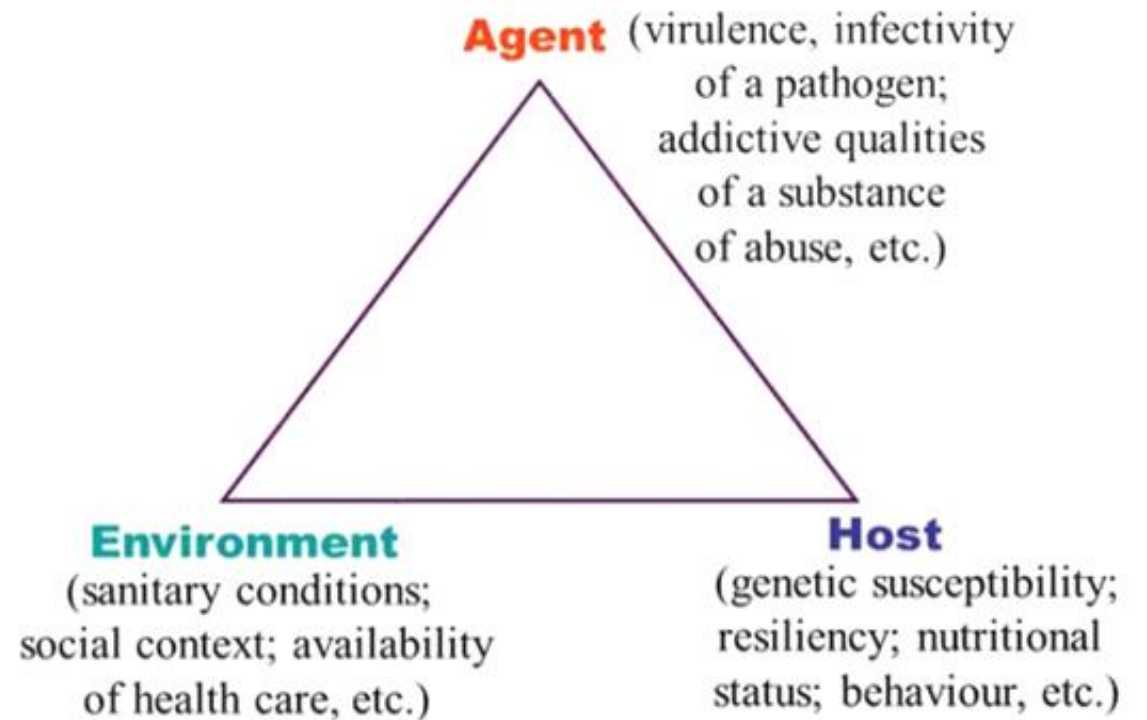 Agent (virulence, infectivity
of a pathogen;
addictive qualities
of a substance
of abuse, etc.)
Environment
(sanitary conditions;
social context; availability
of health care, etc.)
Host
(genetic susceptibility;
resiliency; nutritional
status; behaviour, etc.)